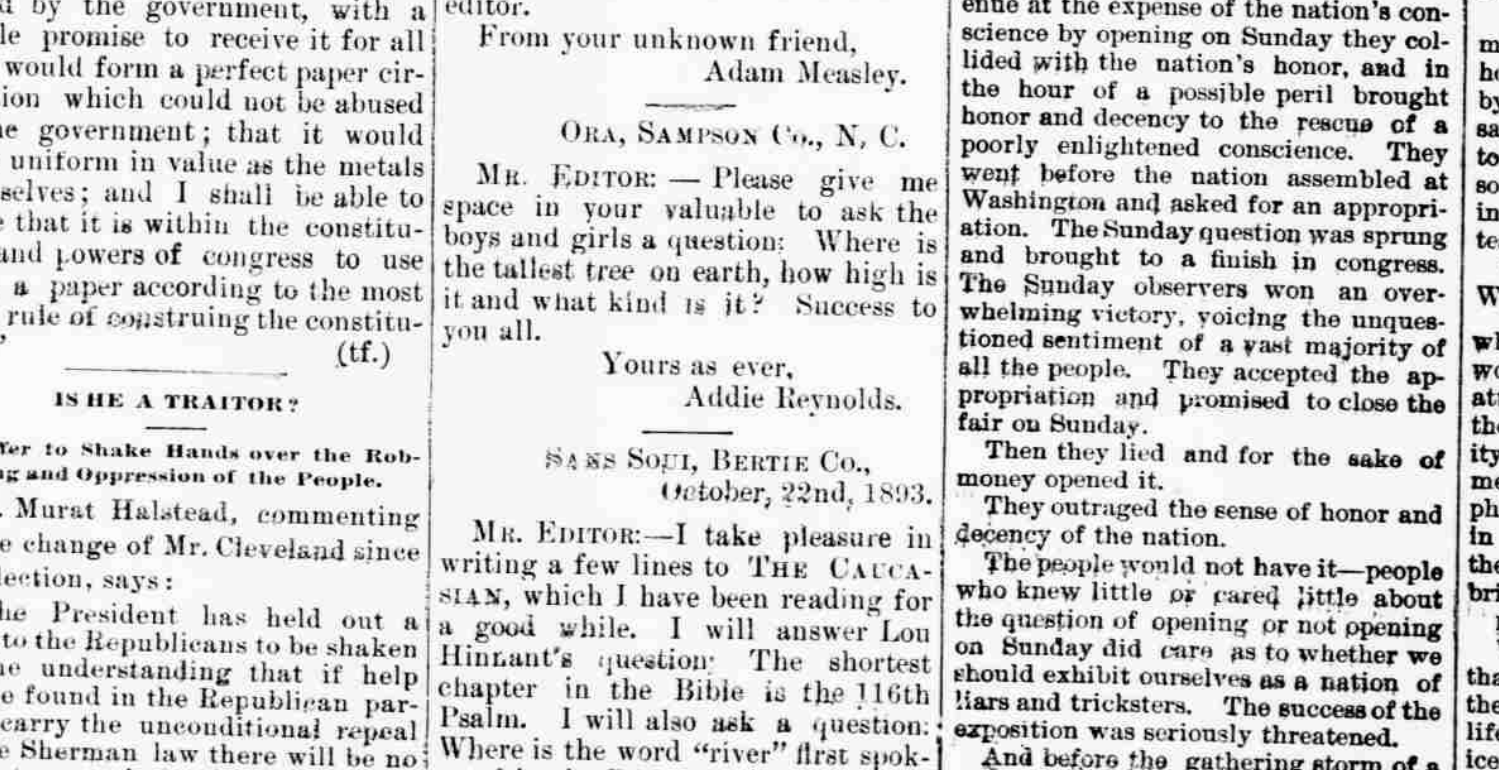 d by the government, with a
le promise to receive it for all
would form a perfect paper cir-
ion which could not be abused
e government; that it would
uniform in value as the metals
selves; and I shall be able to
e that it is within the constitu-
and powers of congress to use
a paper according to the most
rule of construing the constitu-
(tf.)
IS HE A TRAITOR?
fer to Shake Hands over the Rob-
g and Oppression of the People.
. Murat Halstead, commenting
e change of Mr. Cleveland since
lection, says:
he President has held out a
to the Republicans to be shaken
ne understanding that if help
e found in the Republican par-
carry the unconditional repeal
e Sherman law there will be no
editor.
From your unknown friend,
Adam Measley.
ORA, SAMPSON Co., N, C.
MR. EDITOR: — Please give me
space in your valuable to ask the
boys and girls a question: Where is
the tallest tree on earth, how high is
it and what kind is it? Success to
you all.
Yours as ever,
Addie Reynolds.
SANS SOUI, BERTIE Co.,
October, 22nd, 1893.
MR. EDITOR:—I take pleasure in
writing a few lines to THE CAUCA-
SIAN, which I have been reading for
a good while. I will answer Lou
Hinnant's question: The shortest
chapter in the Bible is the 116th
Psalm. I will also ask a question:
Where is the word "river" first spok-
enue at the expense of the nation's con-
science by opening on Sunday they col-
lided with the nation's honor, and in
the hour of a possible peril brought
honor and decency to the rescue of a
poorly enlightened conscience. They
went before the nation assembled at
Washington and asked for an appropri-
ation. The Sunday question was sprung
and brought to a finish in congress.
The Sunday observers won an over-
whelming victory, voicing the unques-
tioned sentiment of a vast majority of
all the people. They accepted the ap-
propriation and promised to close the
fair on Sunday.
Then they lied and for the sake of
money opened it.
They outraged the sense of honor and
decency of the nation.
The people would not have it—people
who knew little or cared little about
the question of opening or not opening
on Sunday did care as to whether we
should exhibit ourselves as a nation of
liars and tricksters. The success of the
exposition was seriously threatened.
And before the gathering storm of a